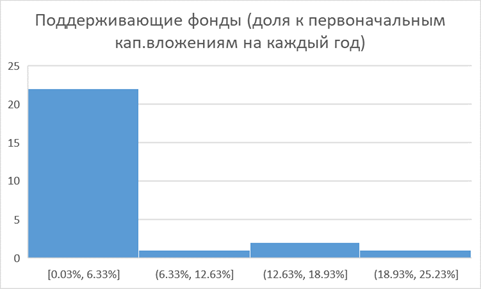 Поддерживающие фонды (доля к первоначальным
кап.вложениям на каждый год)
25
20
15
10
5
0
[0.03%, 6.33%] (6.33%, 12.63%] (12.63%, 18.93%] (18.93%, 25.23%]